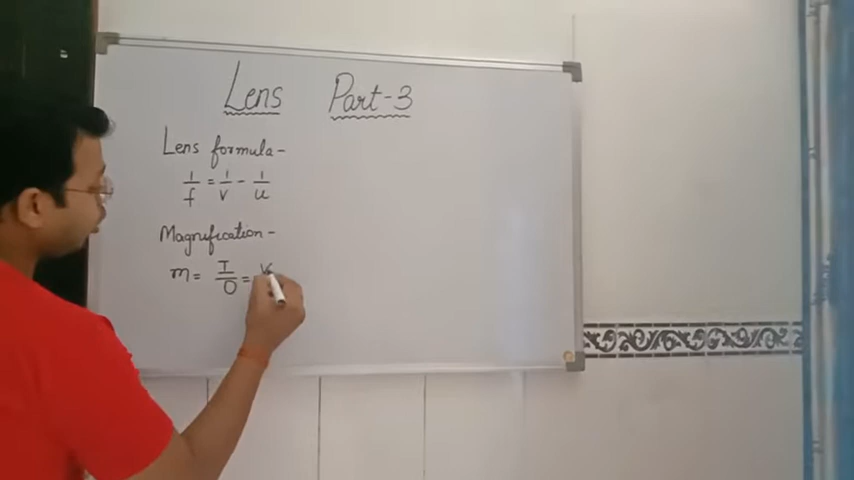 Lens Part-3
Lens formula-
1/f = 1/v - 1/u
Magnification-
m = I/O = v